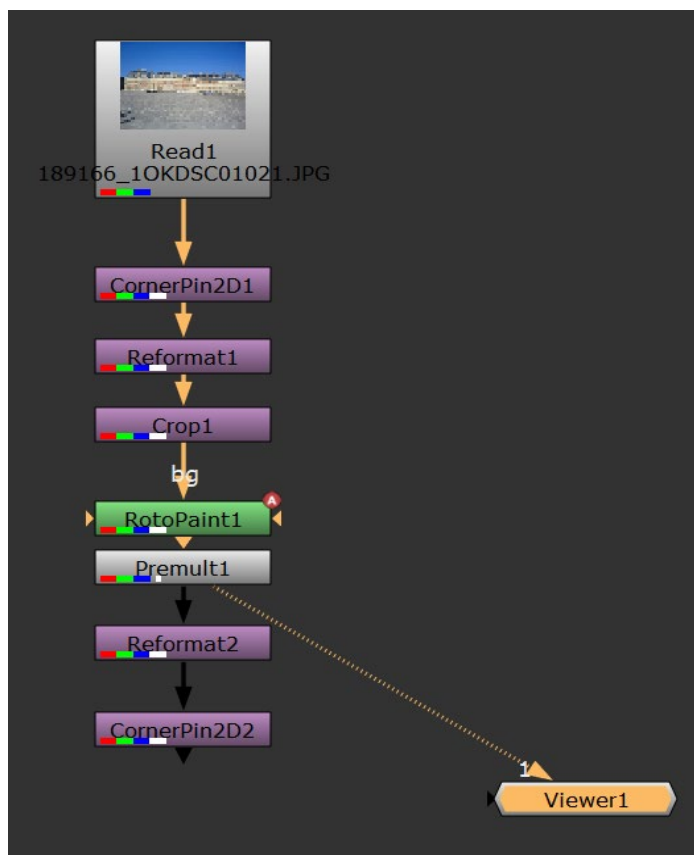 Read1
189166_1OKDSC01021.JPG
CornerPin2D1
Reformat1
Crop1
bg
A
RotoPaint1
Premult1
Reformat2
CornerPin2D2
1
Viewer1